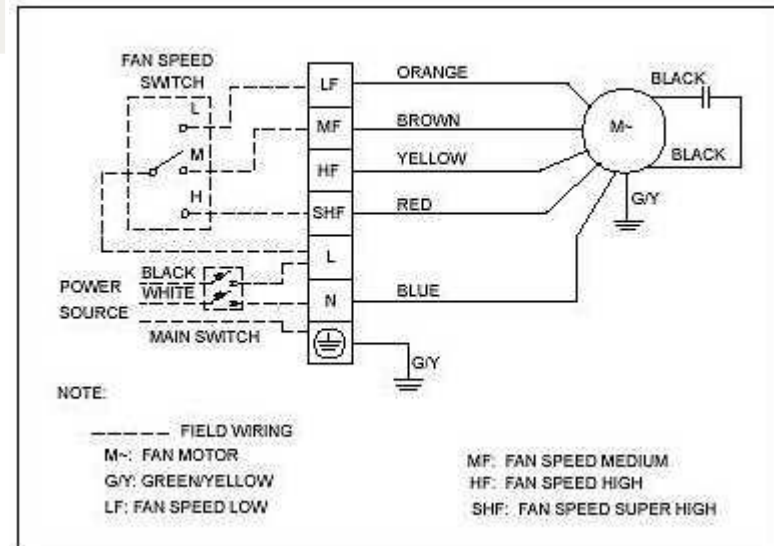 FAN SPEED
SWITCH
L
M
H
LF
MF
HF
SHF
L
N
ORANGE
BROWN
YELLOW
RED
BLUE
M~
BLACK
BLACK
G/Y
POWER
SOURCE
BLACK
WHITE
MAIN SWITCH
G/Y
NOTE:
FIELD WIRING
M~: FAN MOTOR
G/Y: GREEN/YELLOW
LF: FAN SPEED LOW
MF: FAN SPEED MEDIUM
HF: FAN SPEED HIGH
SHF: FAN SPEED SUPER HIGH